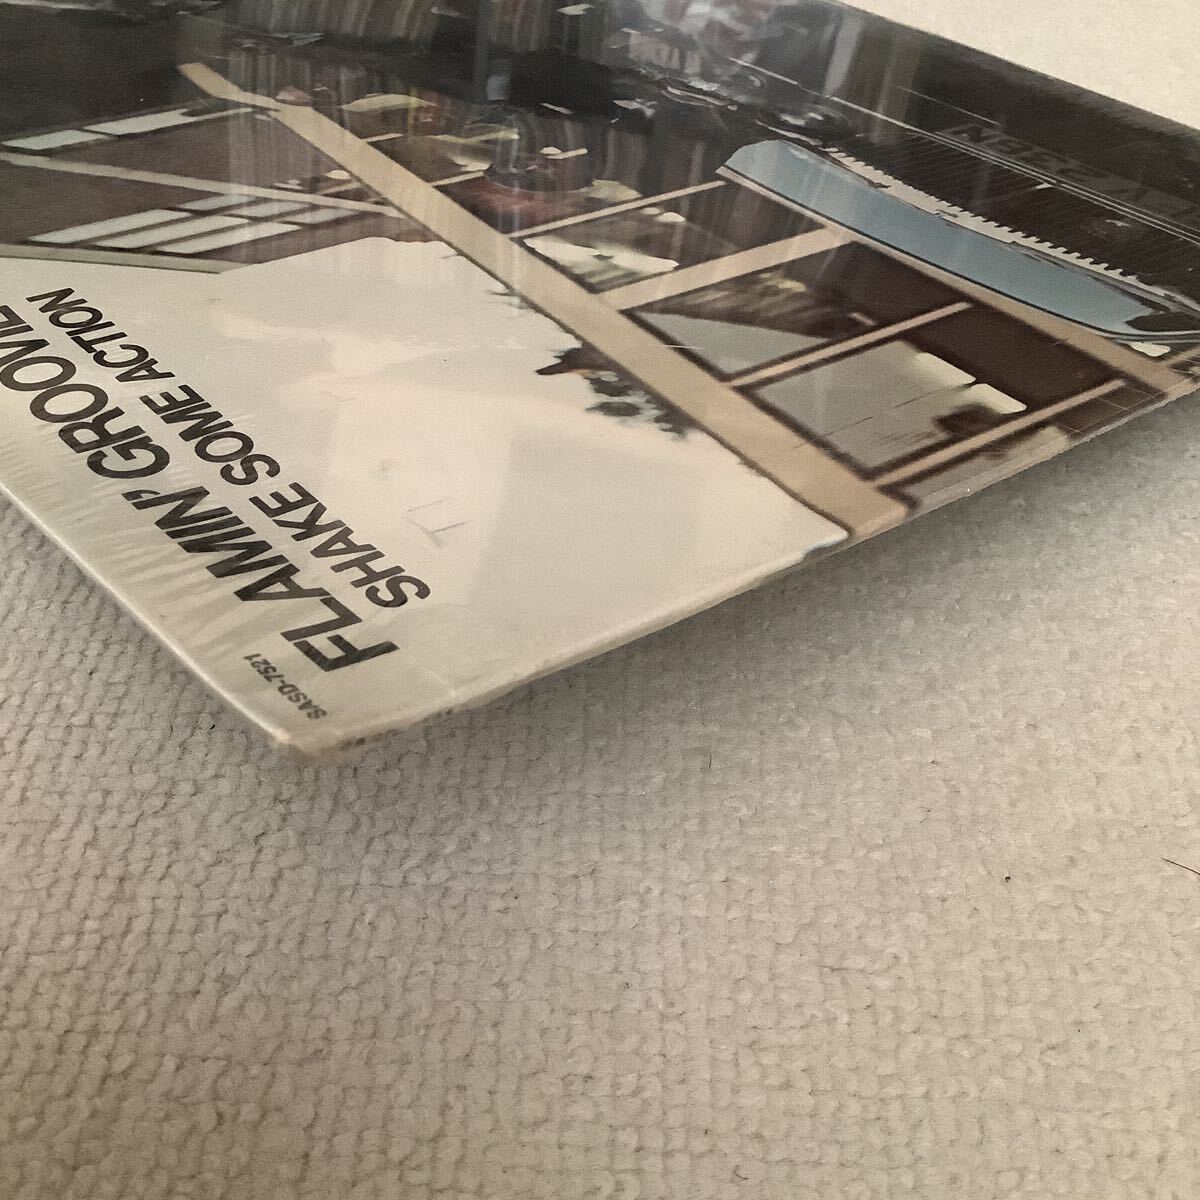 SASD-7521
FLAMIN' GROOVIE
SHAKE SOME ACTION